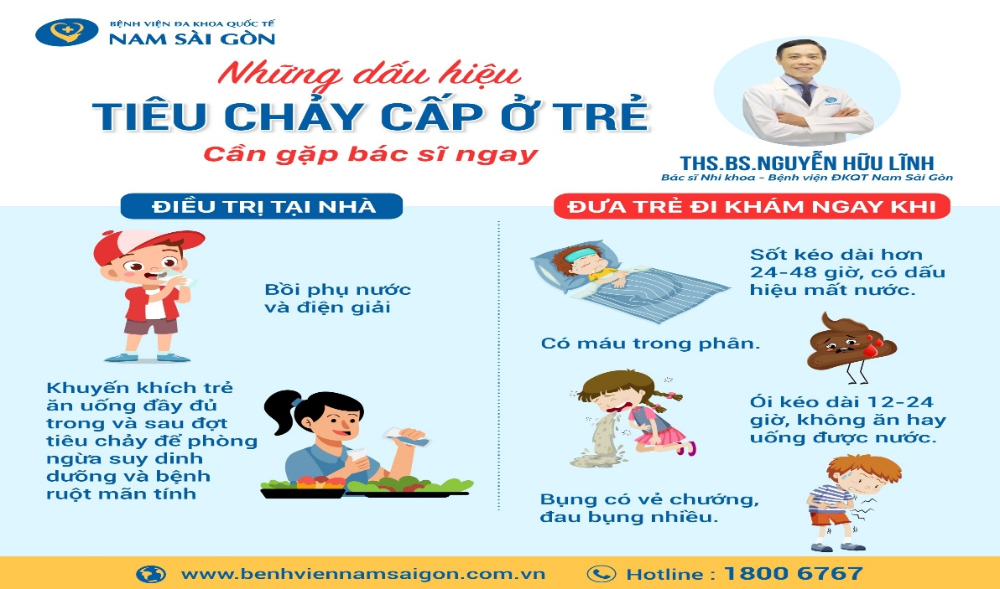 BỆNH VIỆN ĐA KHOA QUỐC TẾ
NAM SÀI GÒN
Những dấu hiệu
TIÊU CHẢY CẤP Ở TRẺ
Cần gặp bác sĩ ngay
THS.BS.NGUYỄN HỮU LĨNH
Bác sĩ Nhi khoa - Bệnh viện ĐKQT Nam Sài Gòn
ĐIỀU TRỊ TẠI NHÀ
Bồi phụ nước
và điện giải
Khuyến khích trẻ
ăn uống đầy đủ
trong và sau đợt
tiêu chảy để phòng
ngừa suy dinh
dưỡng và bệnh
ruột mãn tính
ĐƯA TRẺ ĐI KHÁM NGAY KHI
Sốt kéo dài hơn
24-48 giờ, có dấu
hiệu mất nước.
Có máu trong phân.
Ói kéo dài 12-24
giờ, không ăn hay
uống được nước.
Bụng có vẻ chướng,
đau bụng nhiều.
www.benhviennamsaigon.com.vn
Hotline : 1800 6767